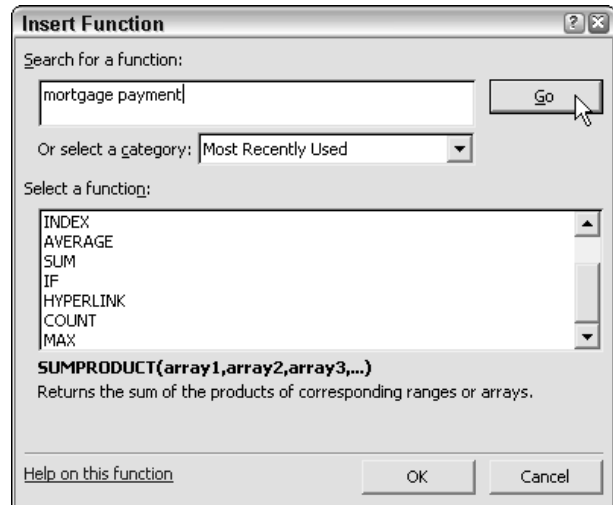 Insert Function
Search for a function:
mortgage payment
Go
Or select a category: Most Recently Used
Select a function:
INDEX
AVERAGE
SUM
IF
HYPERLINK
COUNT
MAX
SUMPRODUCT(array1,array2,array3,...)
Returns the sum of the products of corresponding ranges or arrays.
Help on this function
OK
Cancel